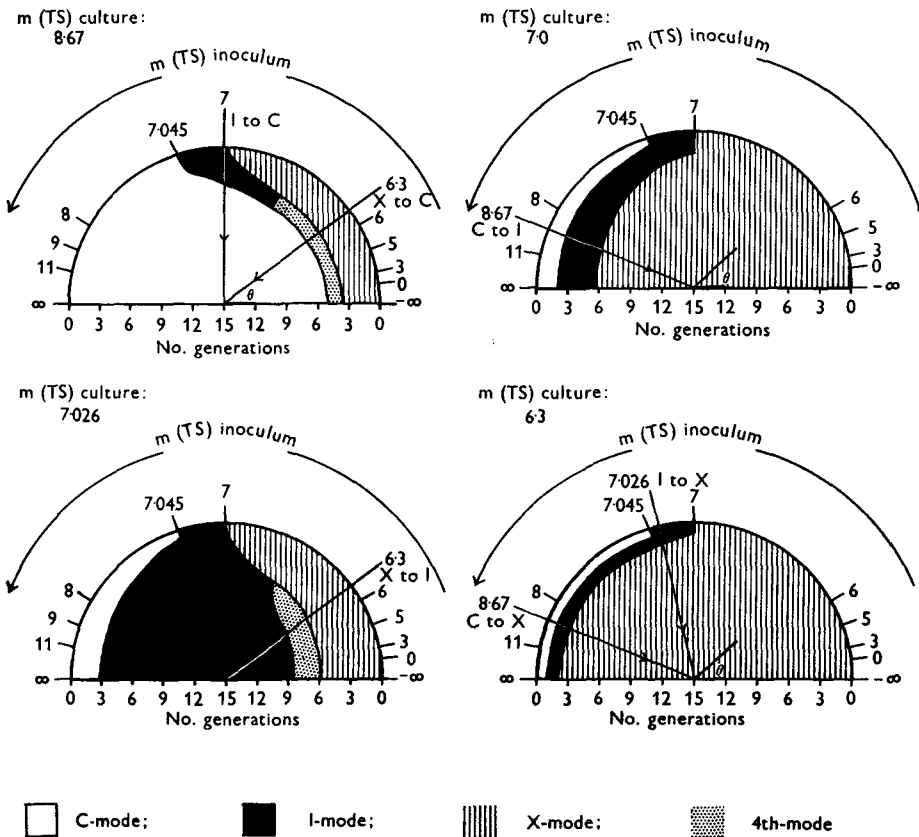 m (TS) culture:
8·67
m (TS) inoculum
7
I to C
7·045
6·3
X to C
8
6
9
5
11
3
0
∞
θ
-∞
0 3 6 9 12 15 12 9 6 3 0
No. generations
m (TS) culture:
7·0
m (TS) inoculum
7
7·045
8
6
8·67
C to I
5
11
3
0
∞
θ
-∞
0 3 6 9 12 15 12 9 6 3 0
No. generations
m (TS) culture:
7·026
m (TS) inoculum
7
7·045
6·3
X to I
8
6
9
5
11
3
0
∞
-∞
0 3 6 9 12 15 12 9 6 3 0
No. generations
m (TS) culture:
6·3
m (TS) inoculum
7·026 I to X
7·045
7
8
6
8·67
C to X
5
11
3
0
∞
θ
-∞
0 3 6 9 12 15 12 9 6 3 0
No. generations
C-mode; I-mode; X-mode; 4th-mode